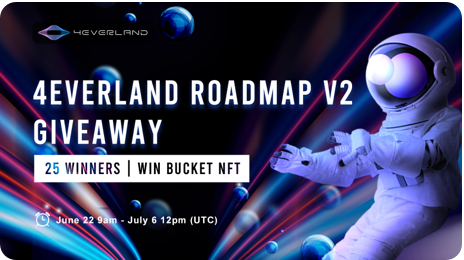 4EVERLAND
4EVERLAND ROADMAP V2
GIVEAWAY
25 WINNERS | WIN BUCKET NFT
June 22 9am - July 6 12pm (UTC)